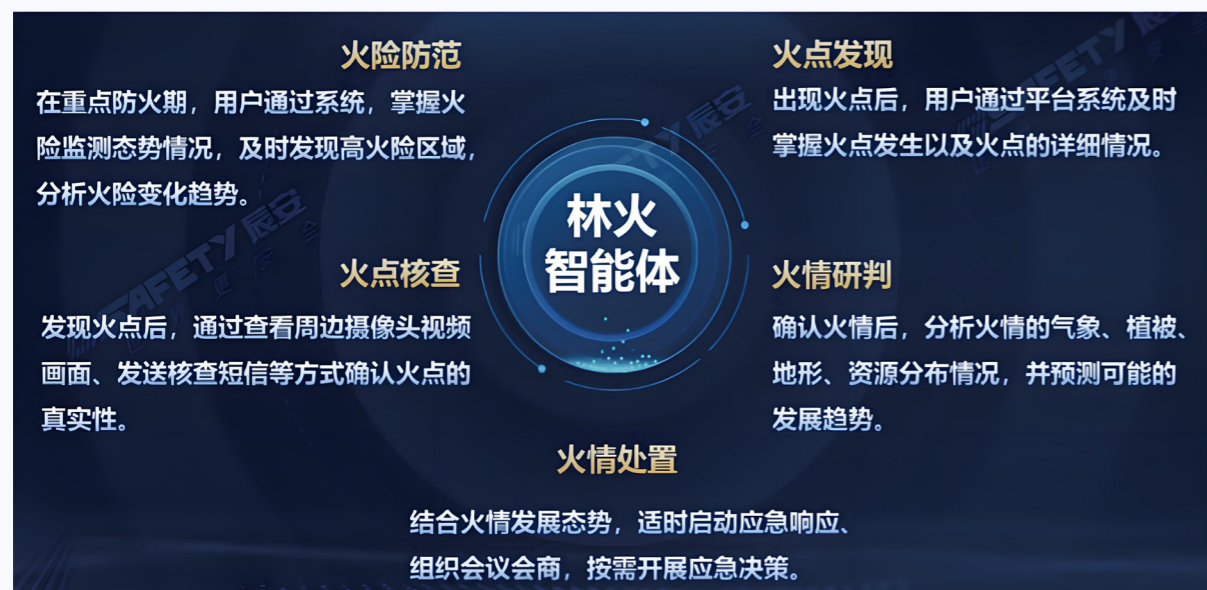 火险防范
在重点防火期，用户通过系统，掌握火
险监测态势情况，及时发现高火险区域，
分析火险变化趋势。
火点发现
出现火点后，用户通过平台系统及时
掌握火点发生以及火点的详细情况。
林火
智能体
火点核查
发现火点后，通过查看周边摄像头视频
画面、发送核查短信等方式确认火点的
真实性。
火情研判
确认火情后，分析火情的气象、植被、
地形、资源分布情况，并预测可能的
发展趋势。
火情处置
结合火情发展态势，适时启动应急响应、
组织会议会商，按需开展应急决策。
SAFETY 辰安
SAFETY 辰安